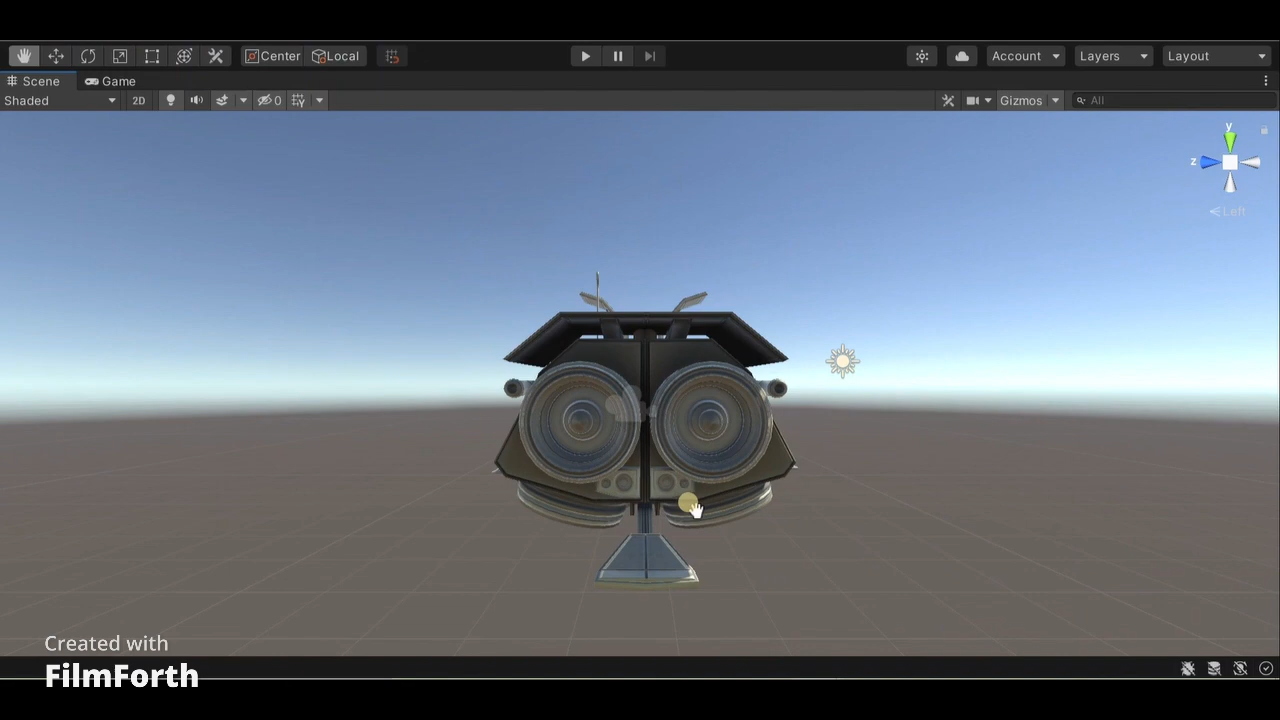 Center Local Account Layers Layout
Scene Game
Shaded 2D 0 Gizmos All
y
z
Left
Created with
FilmForth